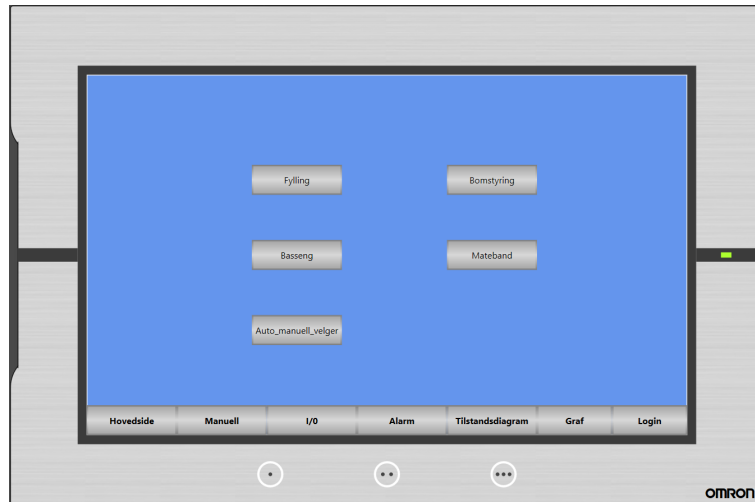 Fylling
Bomstyring
Basseng
Mateband
Auto_manuell_velger
Hovedside Manuell I/0 Alarm Tilstandsdiagram Graf Login
OMRON